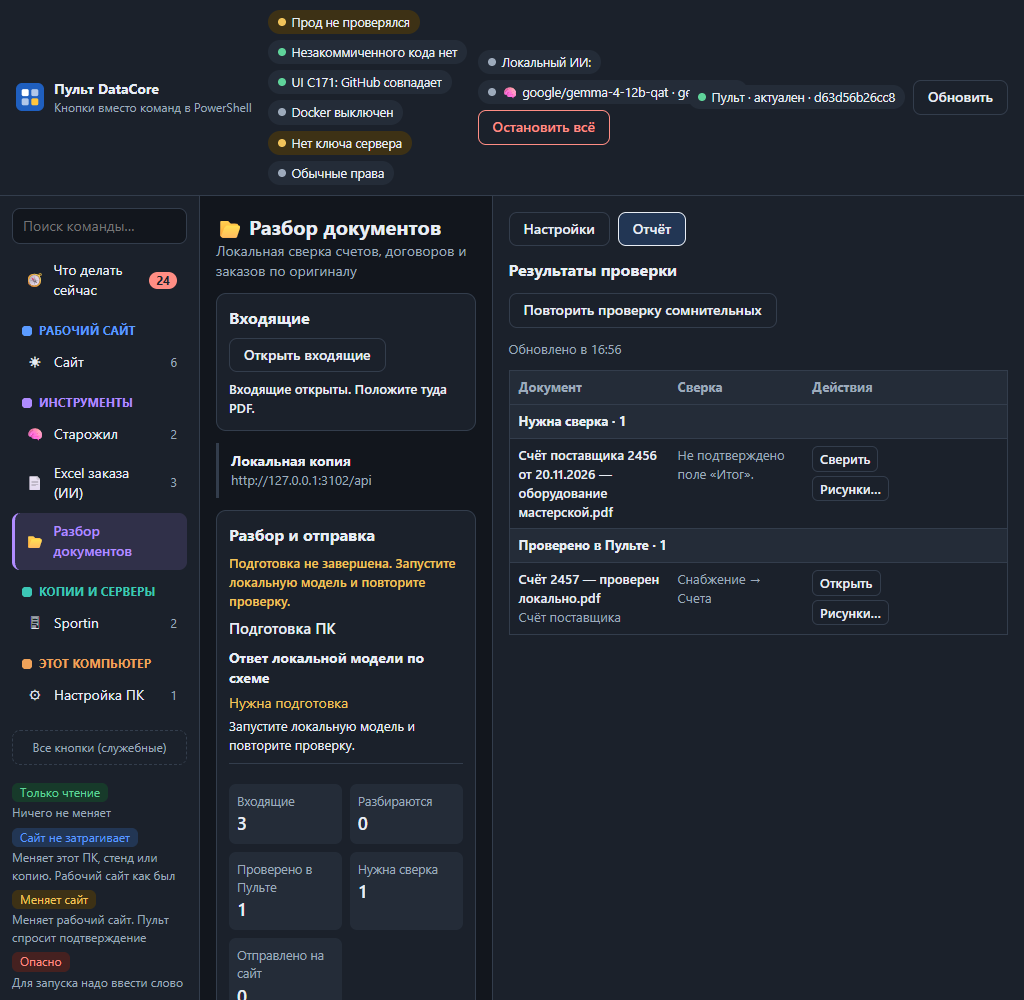 Пульт DataCore
Кнопки вместо команд в PowerShell
Прод не проверялся
Незакоммиченного кода нет
UI C171: GitHub совпадает
Docker выключен
Нет ключа сервера
Обычные права
Локальный ИИ:
google/gemma-4-12b-qat · ge
Остановить всё
Пульт · актуален · d63d56b26cc8
Обновить
Поиск команды...
Что делать
сейчас
24
РАБОЧИЙ САЙТ
Сайт 6
ИНСТРУМЕНТЫ
Старожил 2
Excel заказа
(ИИ)
3
Разбор
документов
КОПИИ И СЕРВЕРЫ
Sportin 2
ЭТОТ КОМПЬЮТЕР
Настройка ПК 1
Все кнопки (служебные)
Только чтение
Ничего не меняет
Сайт не затрагивает
Меняет этот ПК, стенд или
копию. Рабочий сайт как был
Меняет сайт
Меняет рабочий сайт. Пульт
спросит подтверждение
Опасно
Для запуска надо ввести слово
Разбор документов
Локальная сверка счетов, договоров и
заказов по оригиналу
Входящие
Открыть входящие
Входящие открыты. Положите туда
PDF.
Локальная копия
http://127.0.0.1:3102/api
Разбор и отправка
Подготовка не завершена. Запустите
локальную модель и повторите
проверку.
Подготовка ПК
Ответ локальной модели по
схеме
Нужна подготовка
Запустите локальную модель и
повторите проверку.
Входящие
3
Разбираются
0
Проверено в
Пульте
1
Нужна сверка
1
Отправлено на
сайт
0
Настройки
Отчёт
Результаты проверки
Повторить проверку сомнительных
Обновлено в 16:56
Документ Сверка Действия
Нужна сверка · 1
Счёт поставщика 2456
от 20.11.2026 —
оборудование
мастерской.pdf
Не подтверждено
поле «Итог».
Сверить
Рисунки...
Проверено в Пульте · 1
Счёт 2457 — проверен
локально.pdf
Счёт поставщика
Снабжение →
Счета
Открыть
Рисунки...